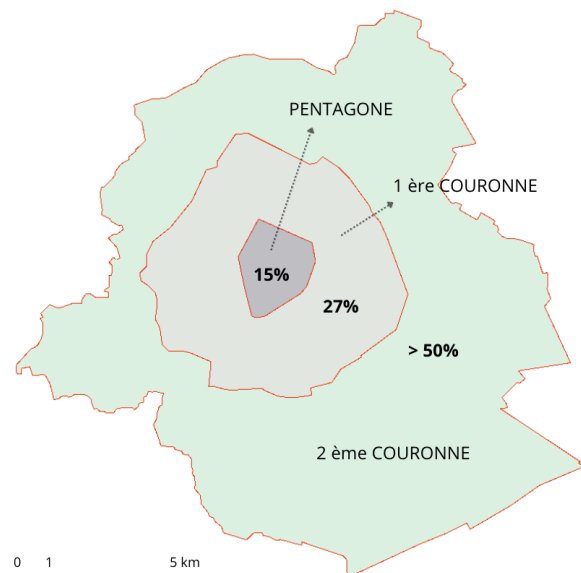 PENTAGONE
1 ère COURONNE
15%
27%
> 50%
2 ème COURONNE
0 1 5 km